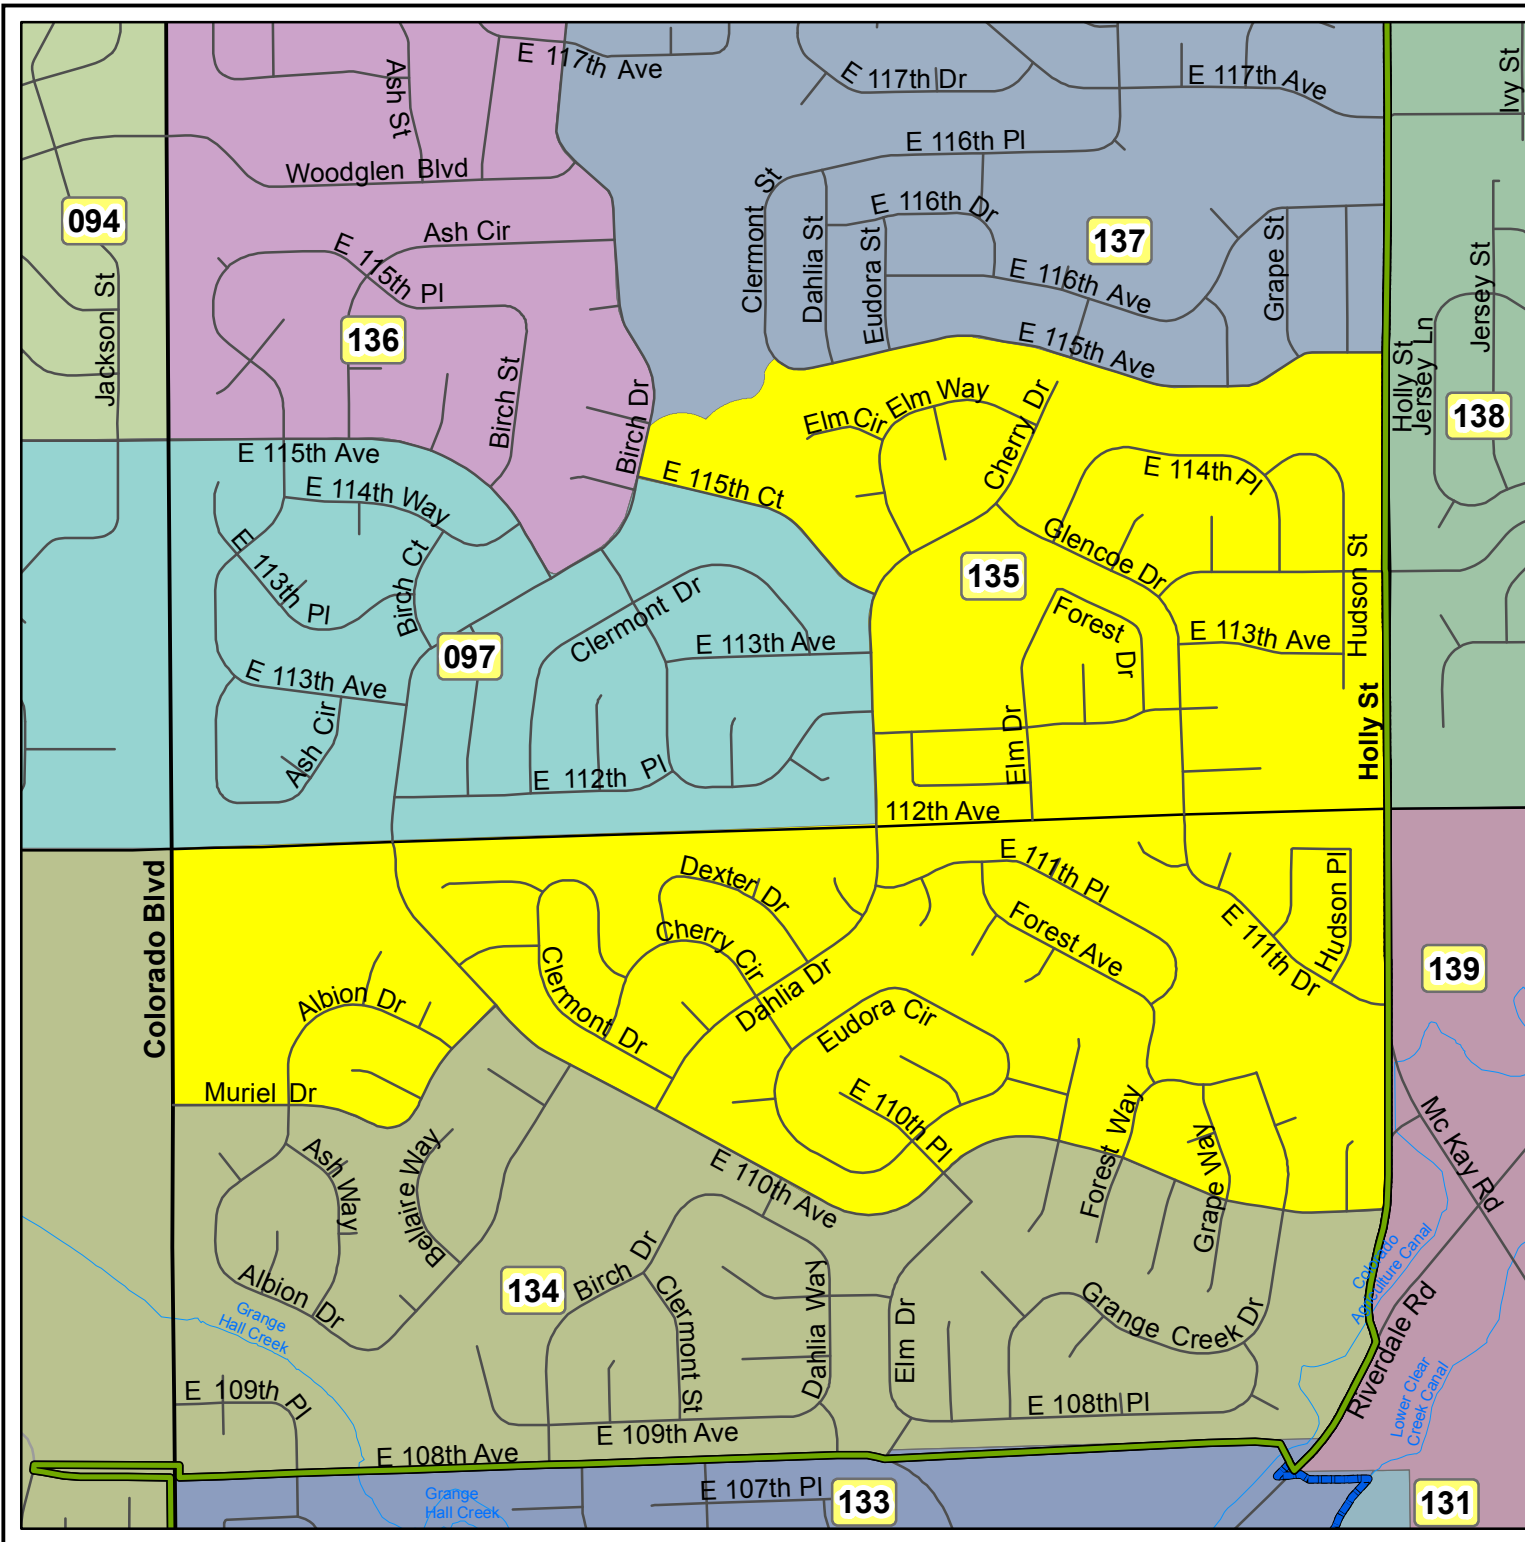 E 117th Ave
E 117th Dr
E 117th Ave
Ivy St
Ash St
Woodglen Blvd
E 116th Pl
094
Clermont St
Dahlia St
E 116th Dr
Eudora St
137
Grape St
Ash Cir
E 115th Pl
E 116th Ave
Jackson St
136
E 115th Ave
Jersey St
Holly St
Jersey Ln
138
Birch St
Birch Dr
Elm Cir
Elm Way
Cherry Dr
E 115th Ave
E 114th Way
E 115th Ct
E 114th Pl
E 113th Pl
Birch Ct
Glencoe Dr
135
Hudson St
Clermont Dr
Forest Dr
E 113th Ave
097
E 113th Ave
E 113th Ave
Ash Cir
E 112th Pl
Elm Dr
Holly St
112th Ave
Colorado Blvd
Dexter Dr
E 111th Pl
Hudson Pl
Cherry Cir
Forest Ave
E 111th Dr
139
Clermont Dr
Dahlia Dr
Albion Dr
Eudora Cir
Muriel Dr
E 110th Pl
Forest Way
Grape Way
Mc Kay Rd
Ash Way
Bellaire Way
E 110th Ave
Colorado
Agriculture Canal
Albion Dr
134
Birch Dr
Clermont St
Dahlia Way
Elm Dr
Grange Creek Dr
Riverdale Rd
Grange
Hall Creek
Lower Clear
Creek Canal
E 109th Pl
E 108th Pl
E 109th Ave
E 108th Ave
Grange
Hall Creek
E 107th Pl
133
131